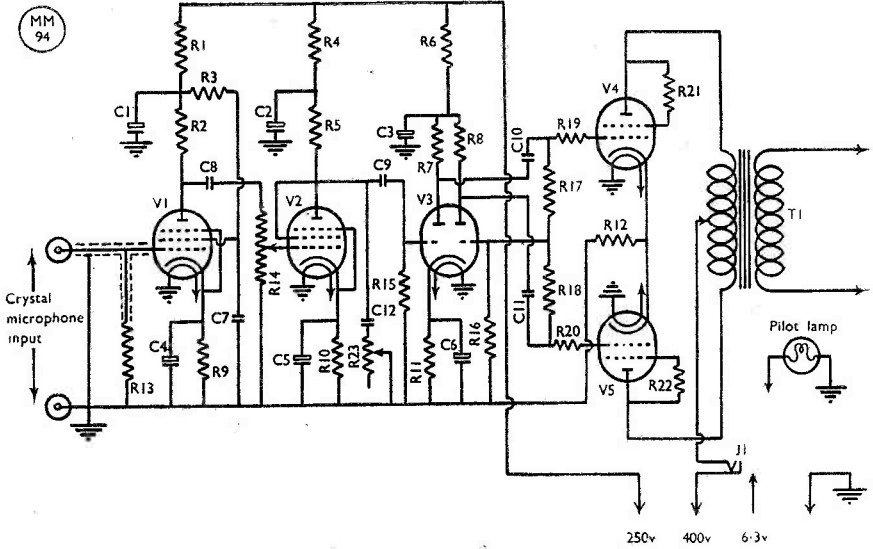 MM
94
R1
R4
R6
R3
C1
R2
C2
R5
C3
R7
R8
C10
R19
V4
R21
C8
C9
R17
V1
V2
V3
R14
R12
T1
Crystal
microphone
input
R15
C11
R18
C7
C12
R16
R20
Pilot lamp
R13
C4
R9
C5
R10
R23
R11
C6
V5
R22
J1
250v
400v
6·3v